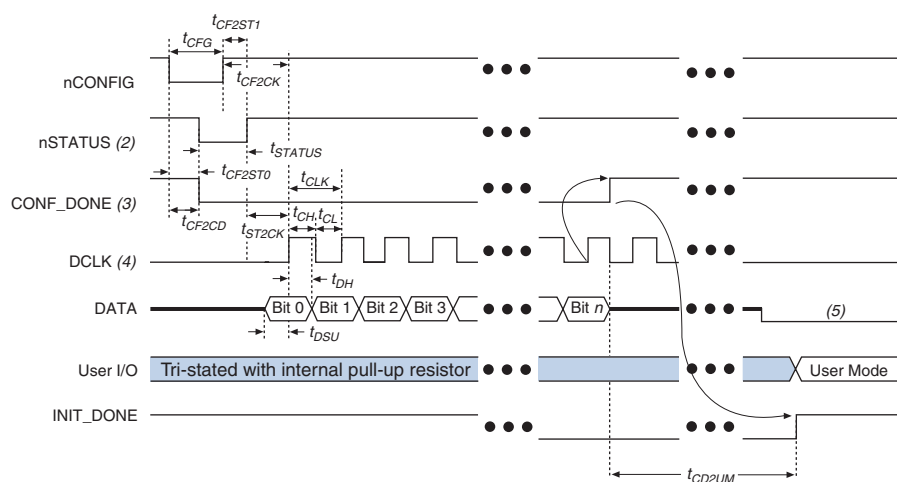 tCF2ST1
tCFG
nCONFIG
tCF2CK
nSTATUS (2)
tSTATUS
tCF2ST0
tCLK
CONF_DONE (3)
tCF2CD
tST2CK
tCH
tCL
DCLK (4)
tDH
DATA
Bit 0
Bit 1
Bit 2
Bit 3
Bit n
(5)
tDSU
User I/O
Tri-stated with internal pull-up resistor
User Mode
INIT_DONE
tCD2UM